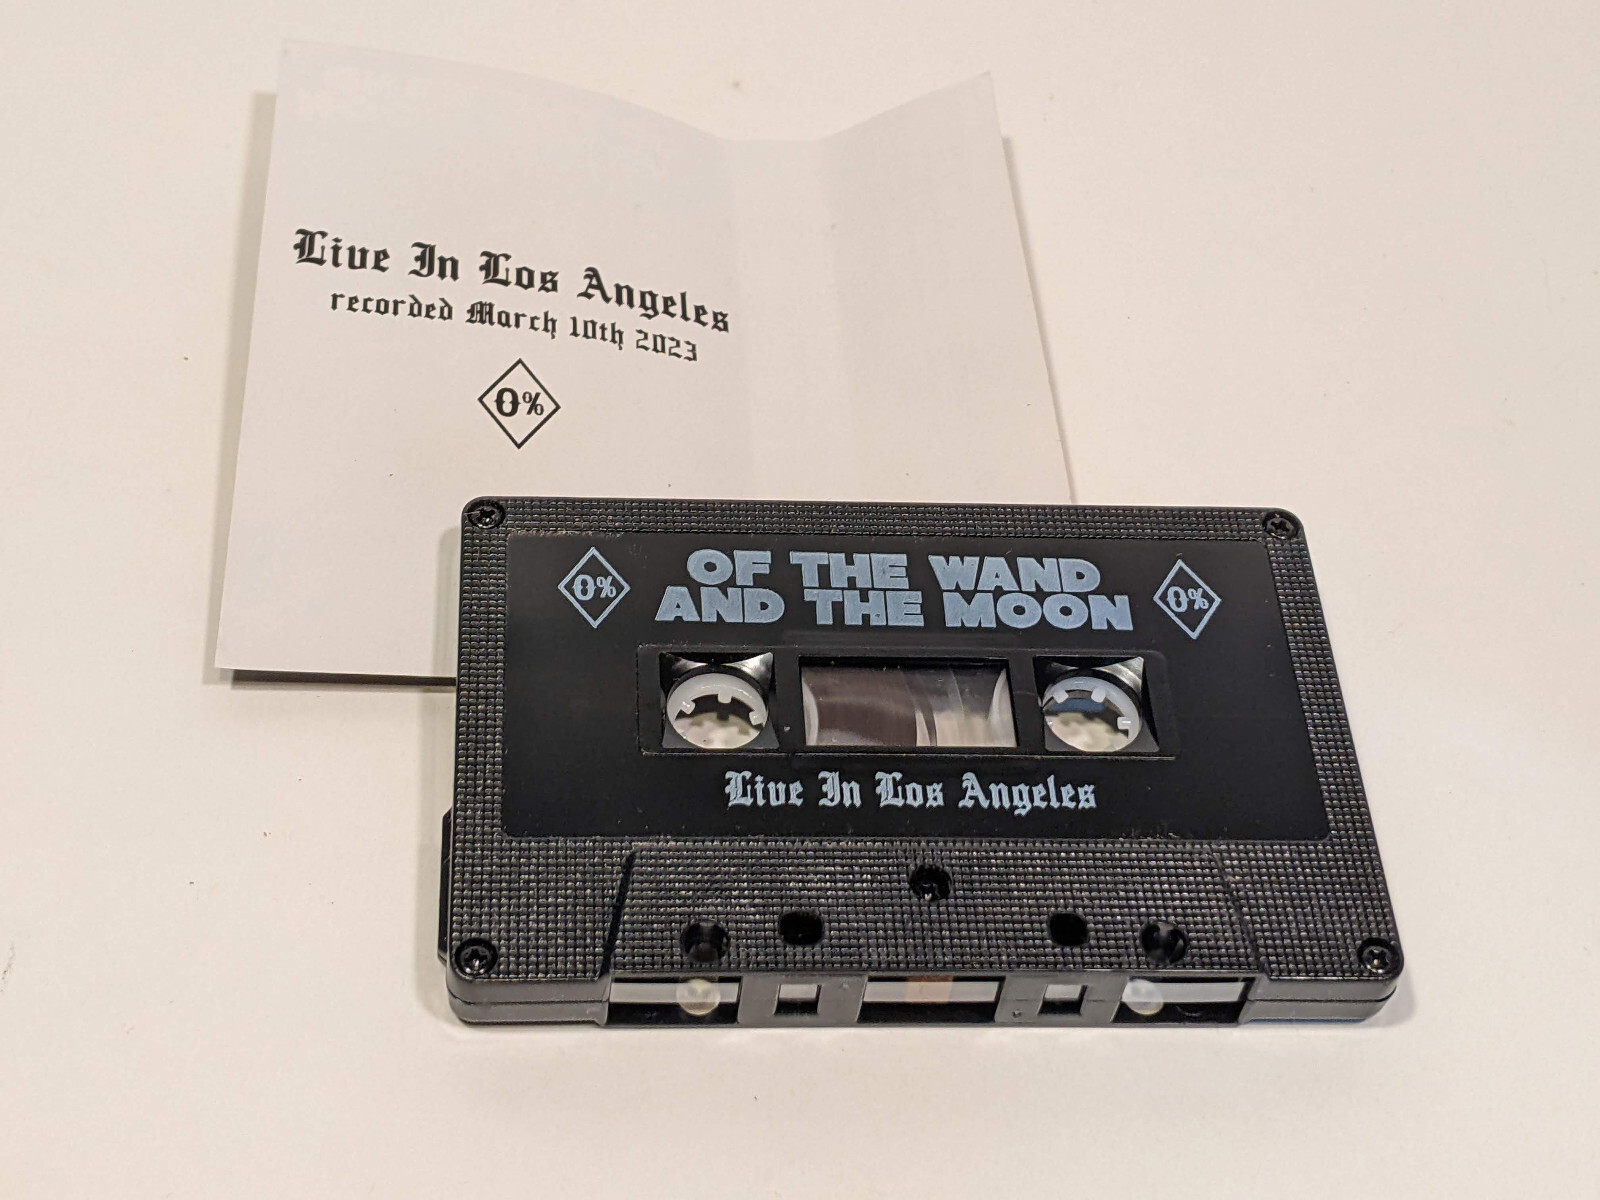 Live In Los Angeles
recorded March 10th 2023
0%
0%
OF THE WAND
AND THE MOON
0%
Live In Los Angeles